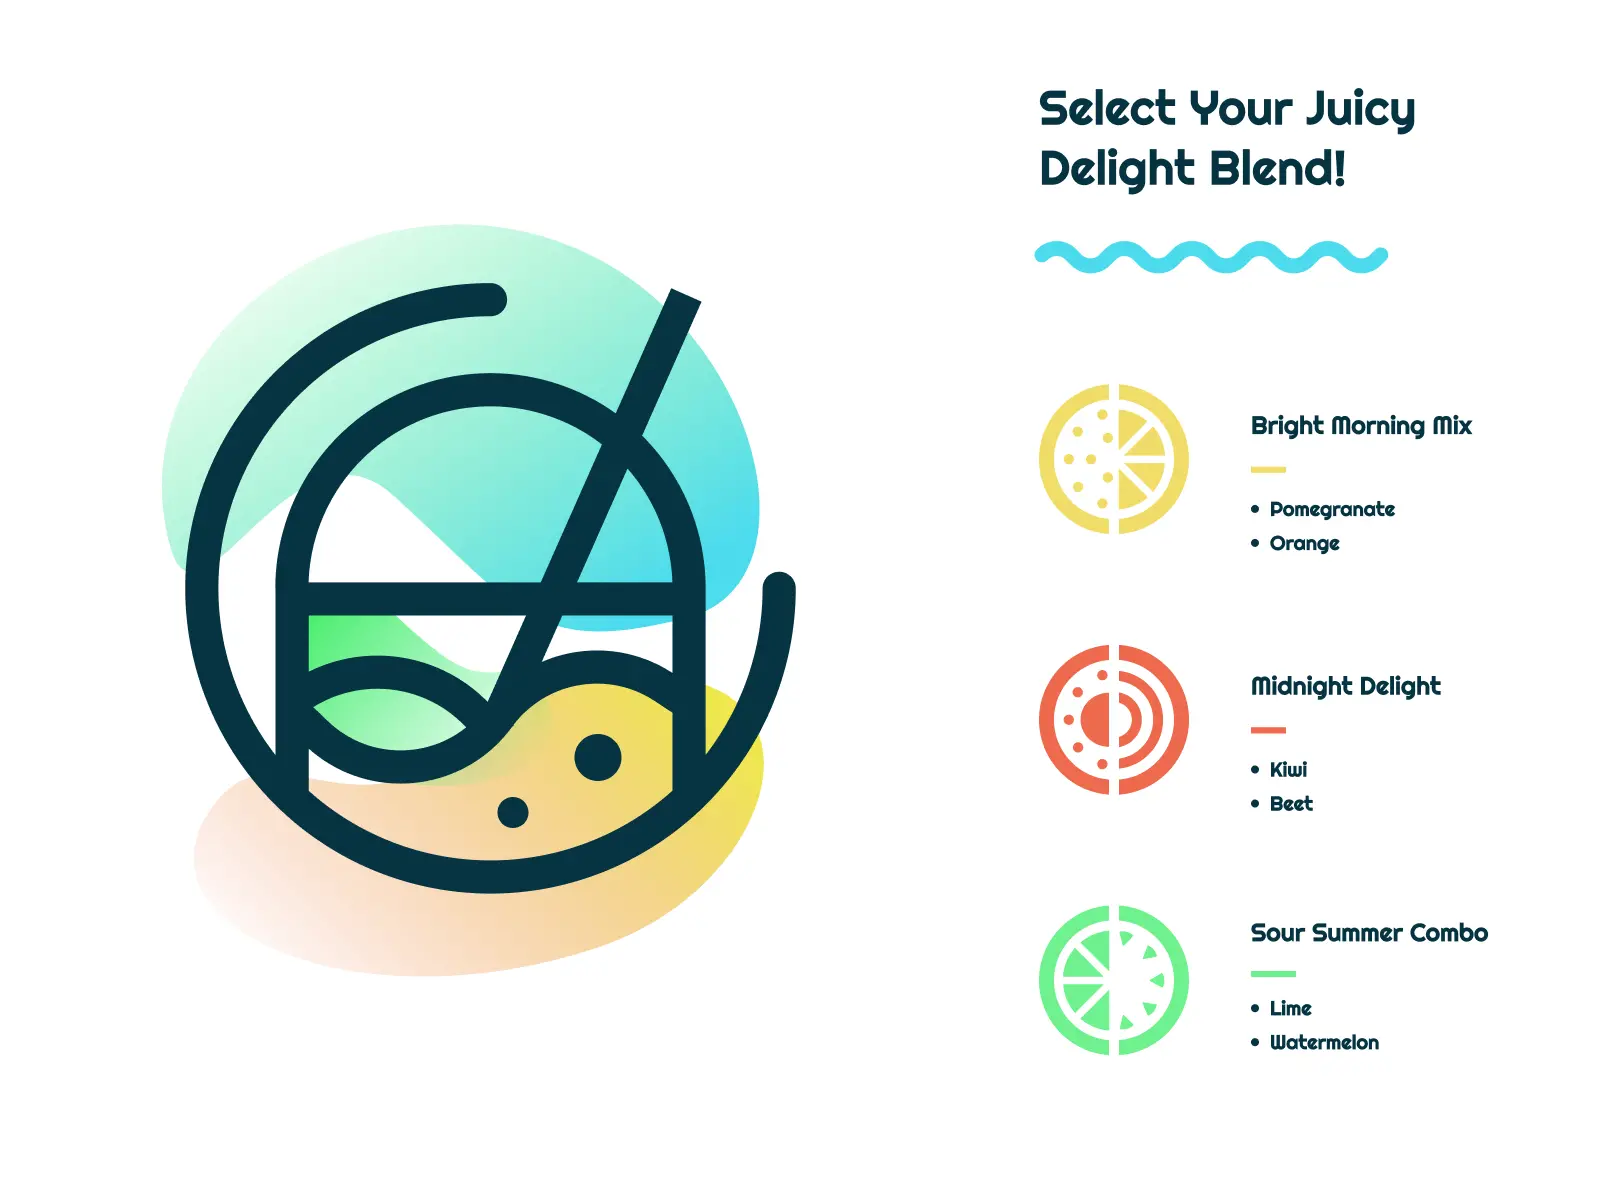 Select Your Juicy
Delight Blend!
Bright Morning Mix
• Pomegranate
• Orange
Midnight Delight
• Kiwi
• Beet
Sour Summer Combo
• Lime
• Watermelon